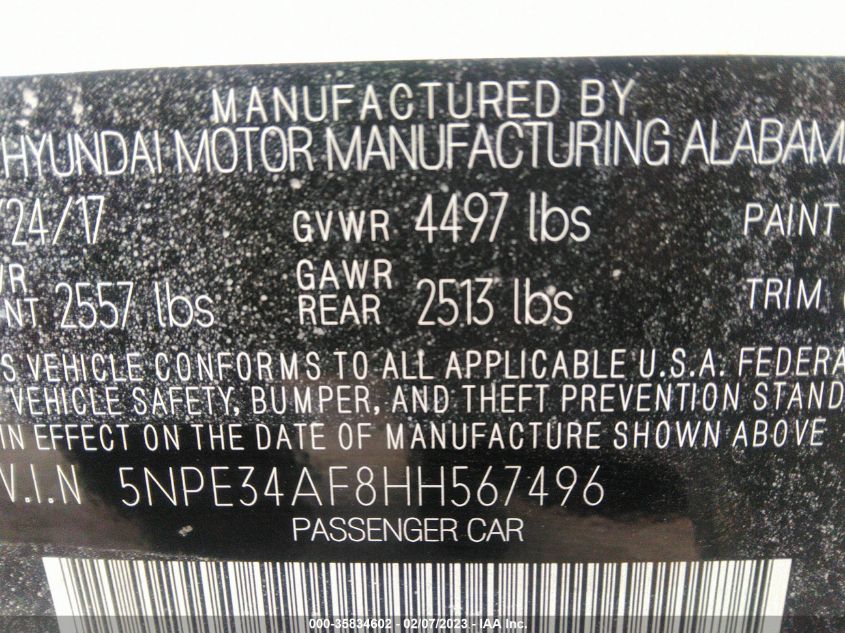 MANUFACTURED BY
HYUNDAI MOTOR MANUFACTURING ALABAMA
/24/17 GVWR 4497 lbs PAINT
WR GAWR
NT 2557 lbs REAR 2513 lbs TRIM
S VEHICLE CONFORMS TO ALL APPLICABLE U.S.A. FEDERA
VEHICLE SAFETY, BUMPER, AND THEFT PREVENTION STAND
IN EFFECT ON THE DATE OF MANUFACTURE SHOWN ABOVE
V.I.N 5NPE34AF8HH567496
PASSENGER CAR
000-35834602 - 02/07/2023 - IAA, Inc.